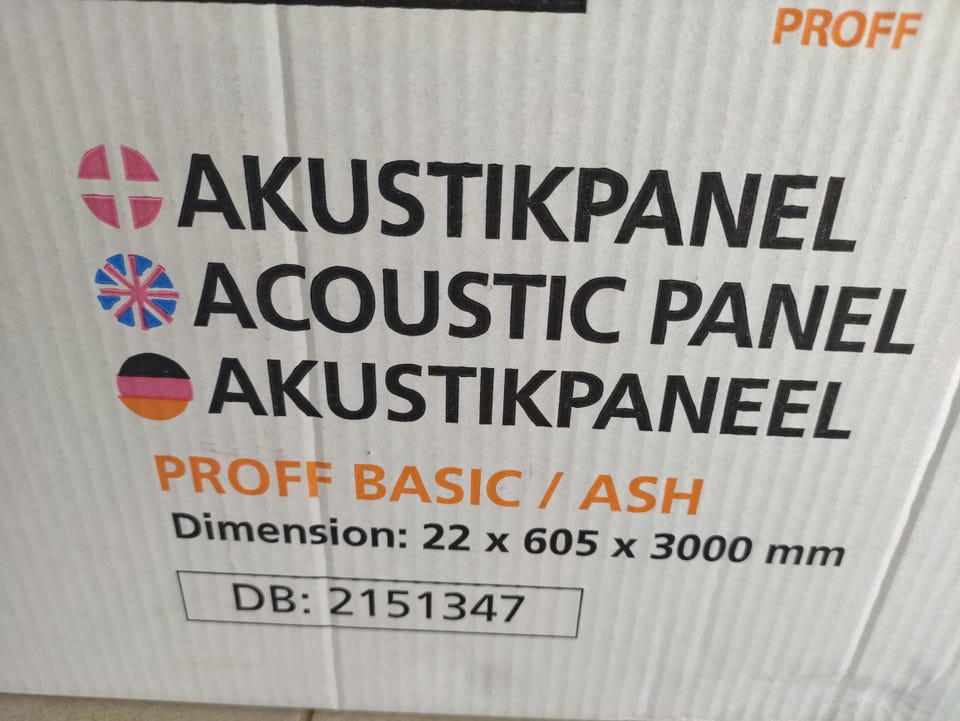 PROFF
AKUSTIKPANEL
ACOUSTIC PANEL
AKUSTIKPANEEL
PROFF BASIC / ASH
Dimension: 22 x 605 x 3000 mm
DB: 2151347